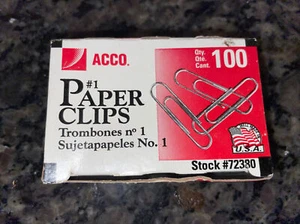 ACCO.
Qty.
Qté.
Cant.
100
#1
PAPER
CLIPS
Trombones nº 1
Sujetapapeles No. 1
U.S.A.
Stock #72380